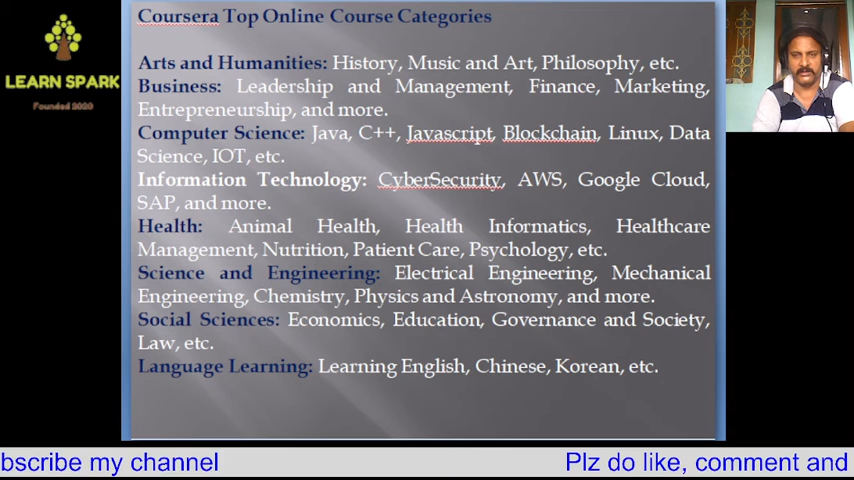 Coursera Top Online Course Categories
LEARN SPARK
Founded 2020
Arts and Humanities: History, Music and Art, Philosophy, etc.
Business: Leadership and Management, Finance, Marketing,
Entrepreneurship, and more.
Computer Science: Java, C++, Javascript, Blockchain, Linux, Data
Science, IOT, etc.
Information Technology: CyberSecurity, AWS, Google Cloud,
SAP, and more.
Health: Animal Health, Health Informatics, Healthcare
Management, Nutrition, Patient Care, Psychology, etc.
Science and Engineering: Electrical Engineering, Mechanical
Engineering, Chemistry, Physics and Astronomy, and more.
Social Sciences: Economics, Education, Governance and Society,
Law, etc.
Language Learning: Learning English, Chinese, Korean, etc.
bscribe my channel Plz do like, comment and